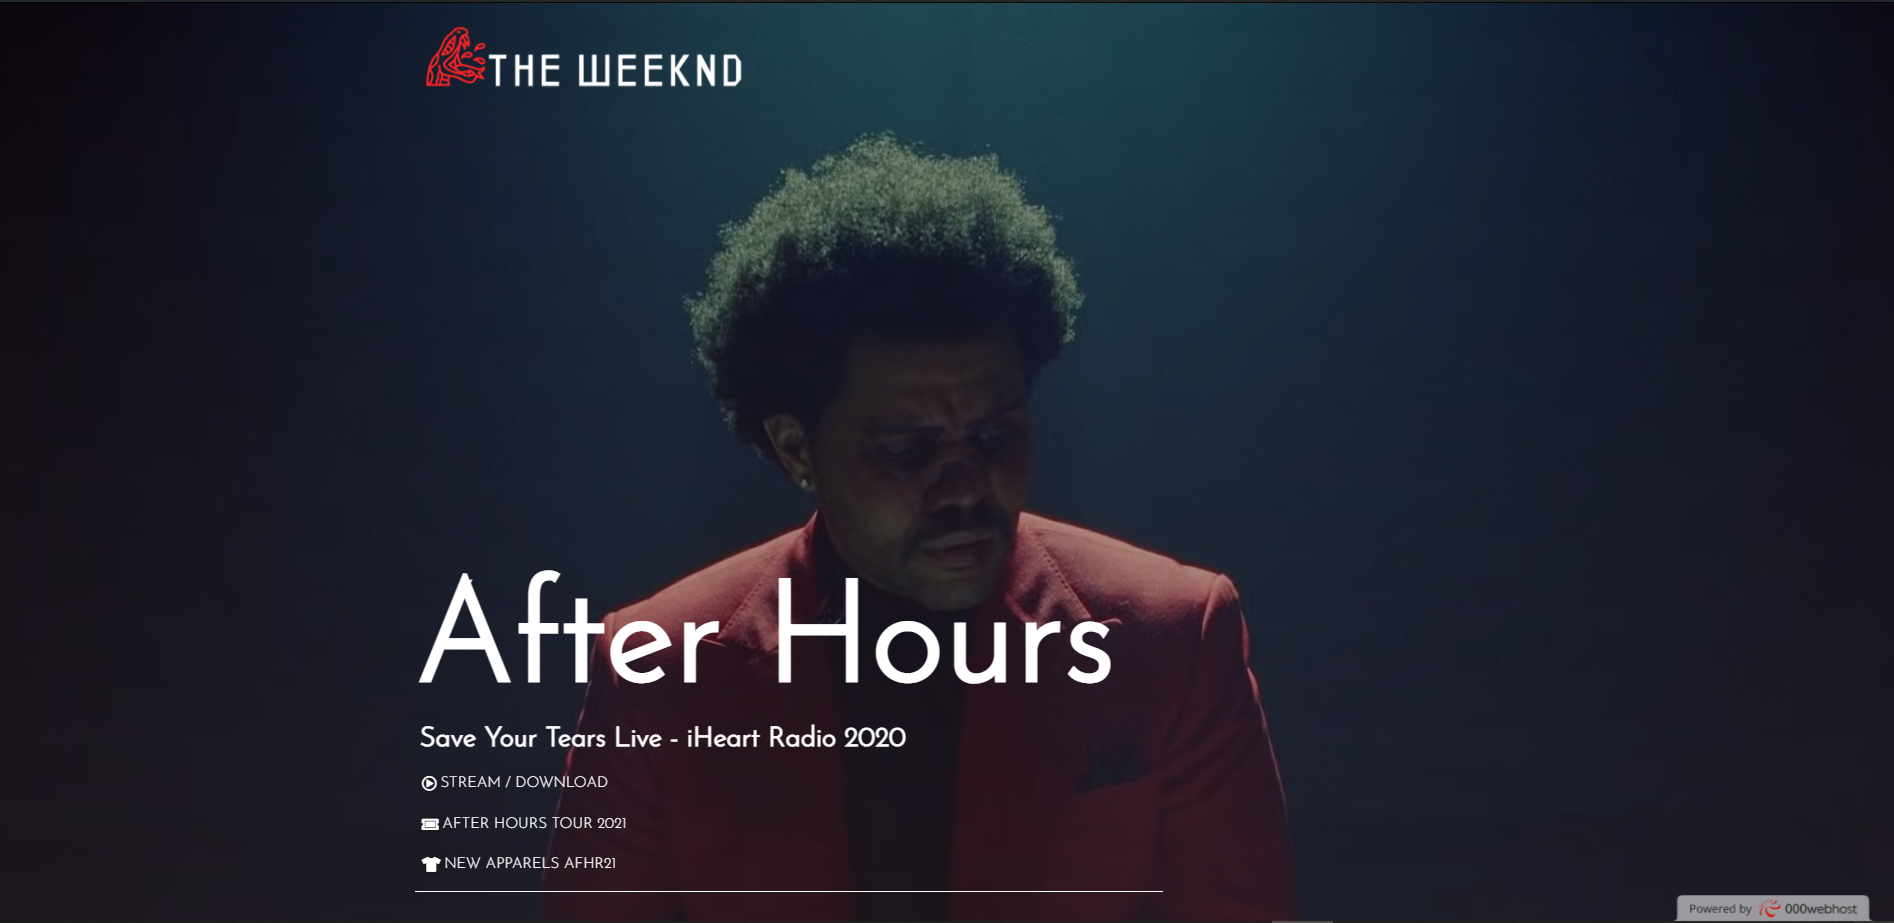 THE WEEKND
After Hours
Save Your Tears Live - iHeart Radio 2020
STREAM / DOWNLOAD
AFTER HOURS TOUR 2021
NEW APPARELS AFHR21
Powered by 000webhost